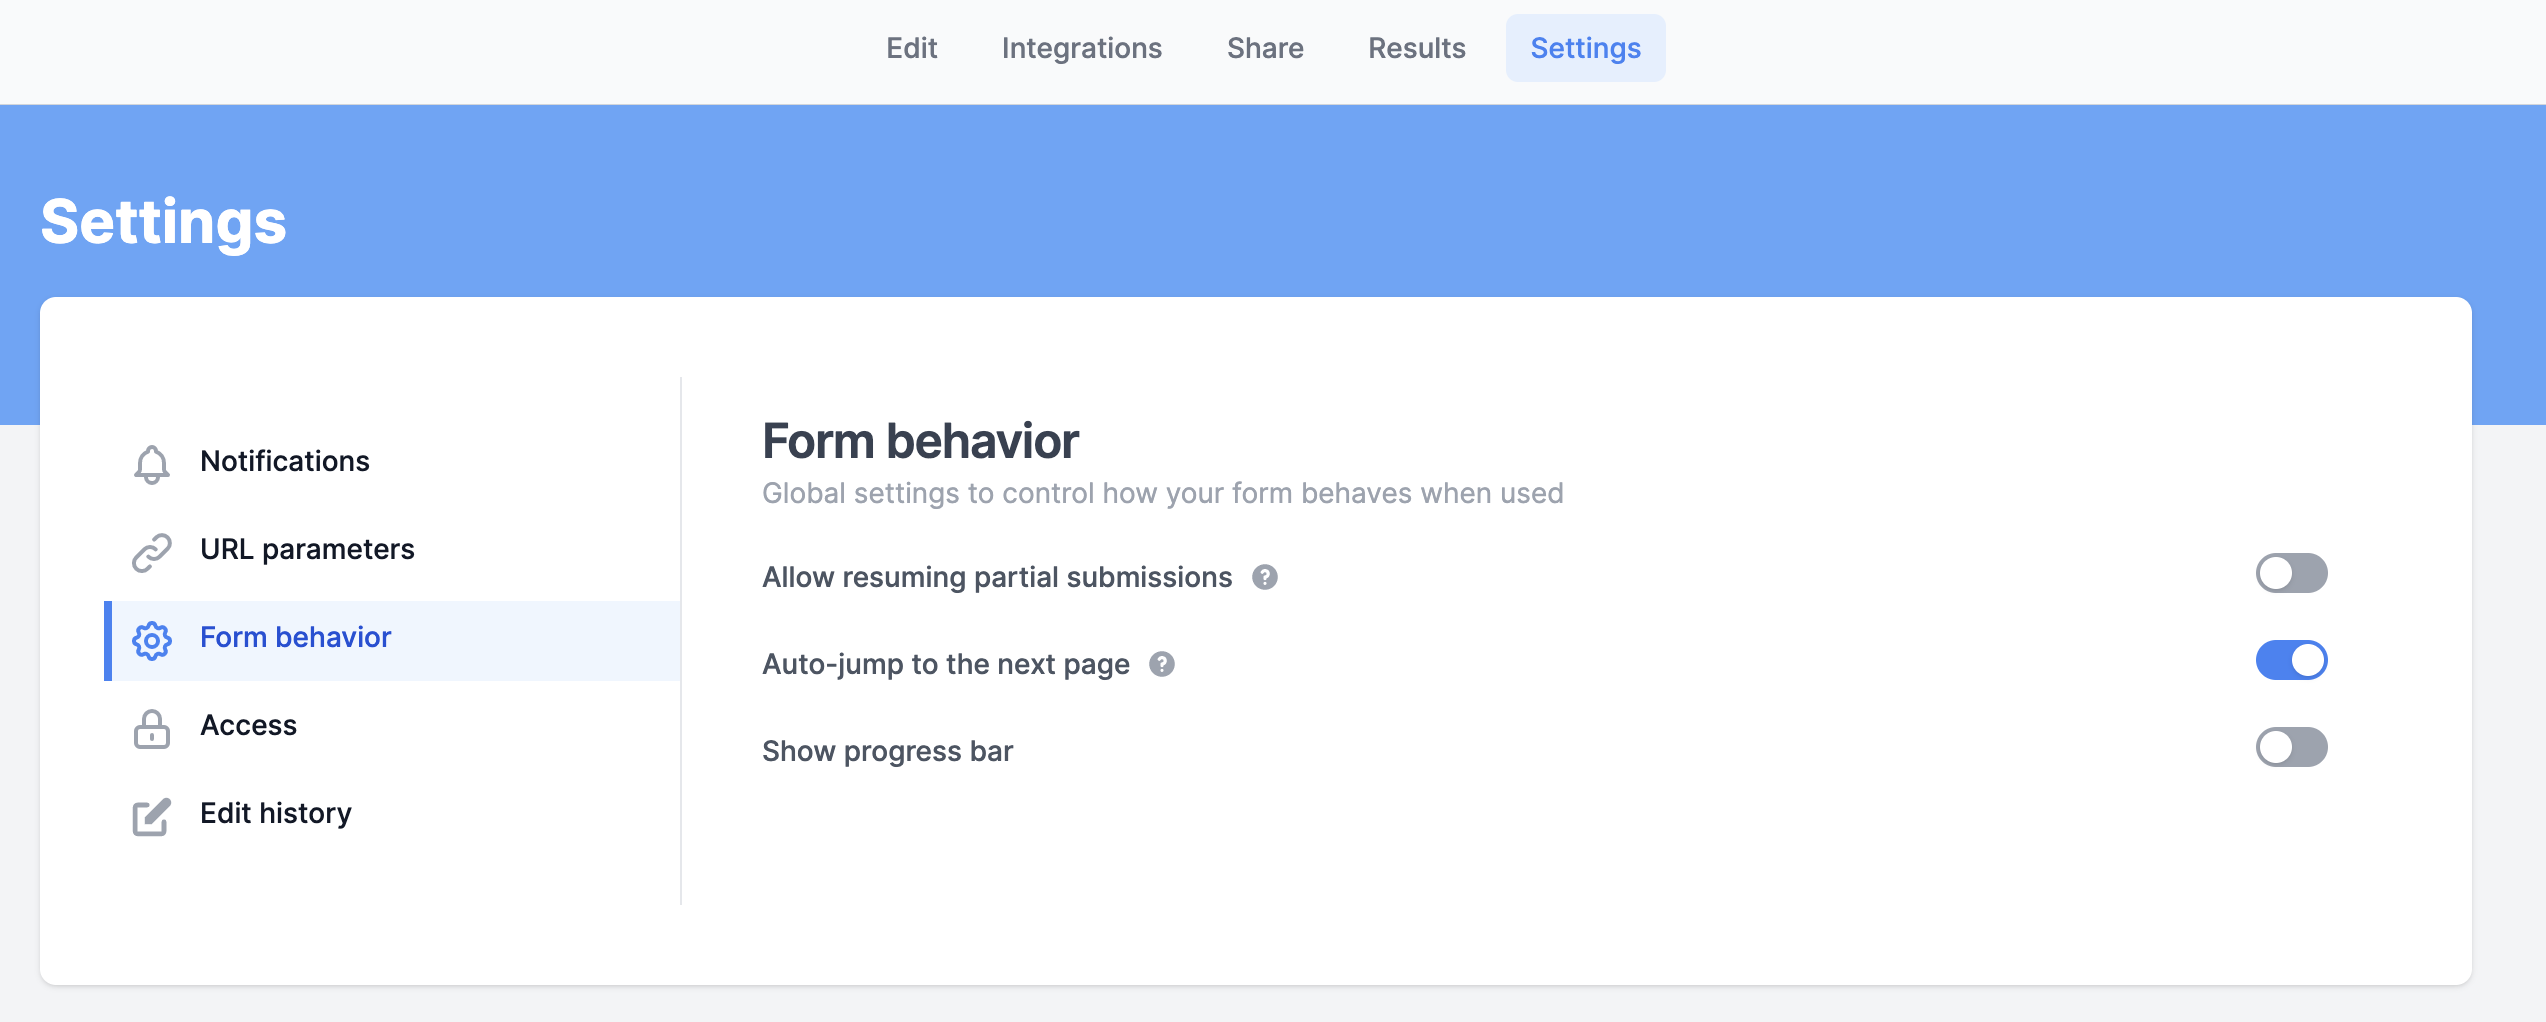 Edit Integrations Share Results Settings
Settings
Notifications
URL parameters
Form behavior
Access
Edit history
Form behavior
Global settings to control how your form behaves when used
Allow resuming partial submissions ?
Auto-jump to the next page ?
Show progress bar